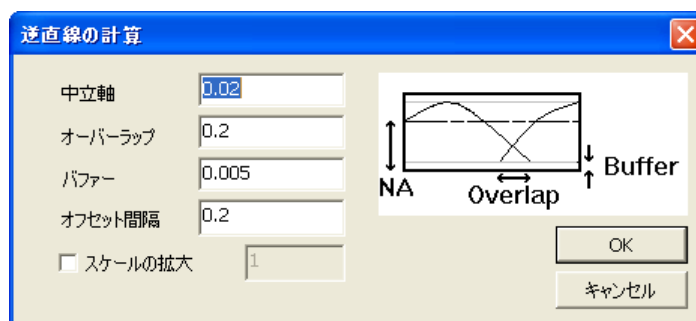 逆直線の計算
中立軸 0.02
オーバーラップ 0.2
バファー 0.005
オフセット間隔 0.2
スケールの拡大 1
NA
Overlap
Buffer
OK
キャンセル